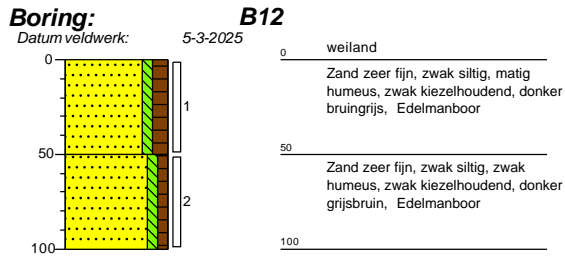 Boring: B12
Datum veldwerk: 5-3-2025
0
50
100
1
2
0 weiland
Zand zeer fijn, zwak siltig, matig
humeus, zwak kiezelhoudend, donker
bruingrijs, Edelmanboor
50
Zand zeer fijn, zwak siltig, zwak
humeus, zwak kiezelhoudend, donker
grijsbruin, Edelmanboor
100